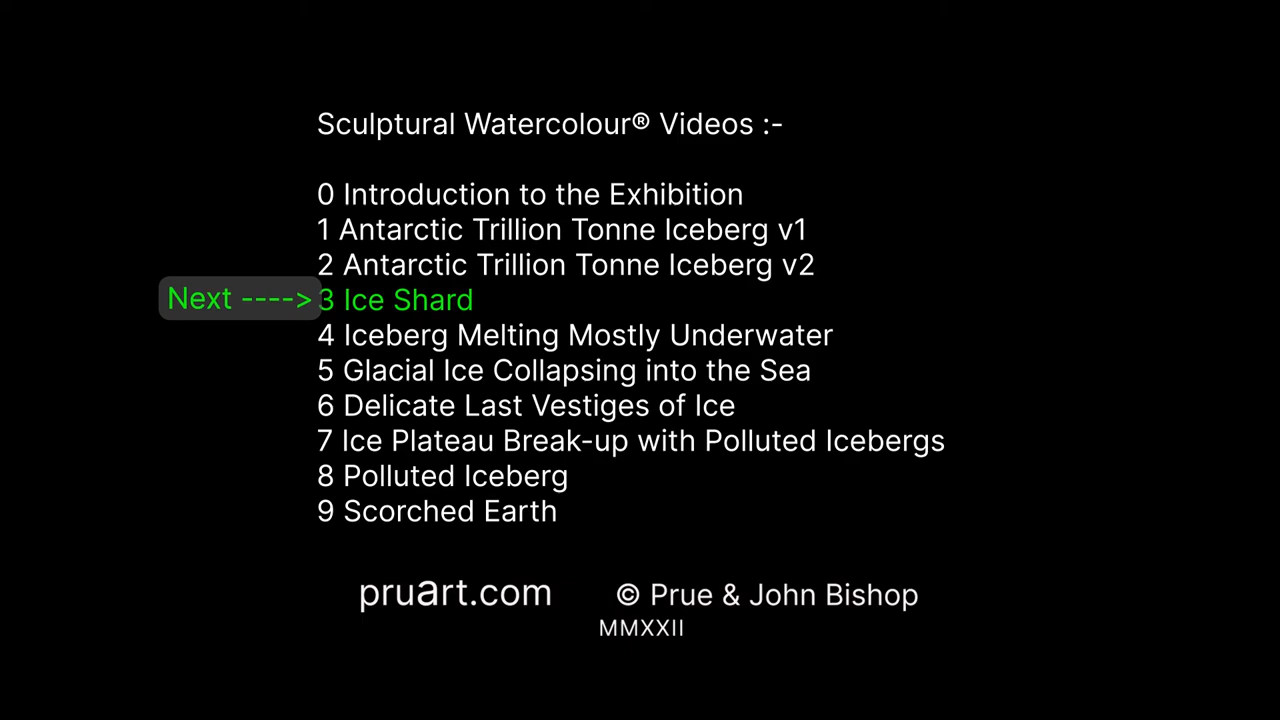 Sculptural Watercolour® Videos :-
0 Introduction to the Exhibition
1 Antarctic Trillion Tonne Iceberg v1
2 Antarctic Trillion Tonne Iceberg v2
Next ----> 3 Ice Shard
4 Iceberg Melting Mostly Underwater
5 Glacial Ice Collapsing into the Sea
6 Delicate Last Vestiges of Ice
7 Ice Plateau Break-up with Polluted Icebergs
8 Polluted Iceberg
9 Scorched Earth
pruart.com © Prue & John Bishop
MMXXII